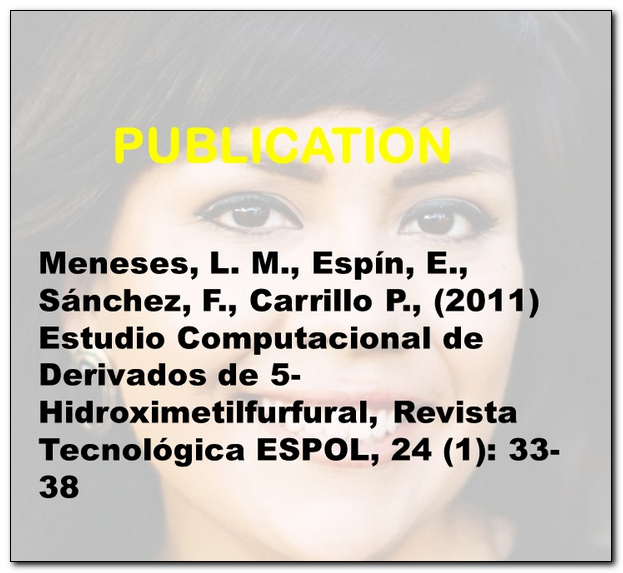 PUBLICATION
Meneses, L. M., Espín, E.,
Sánchez, F., Carrillo P., (2011)
Estudio Computacional de
Derivados de 5-
Hidroximetilfurfural, Revista
Tecnológica ESPOL, 24 (1): 33-
38